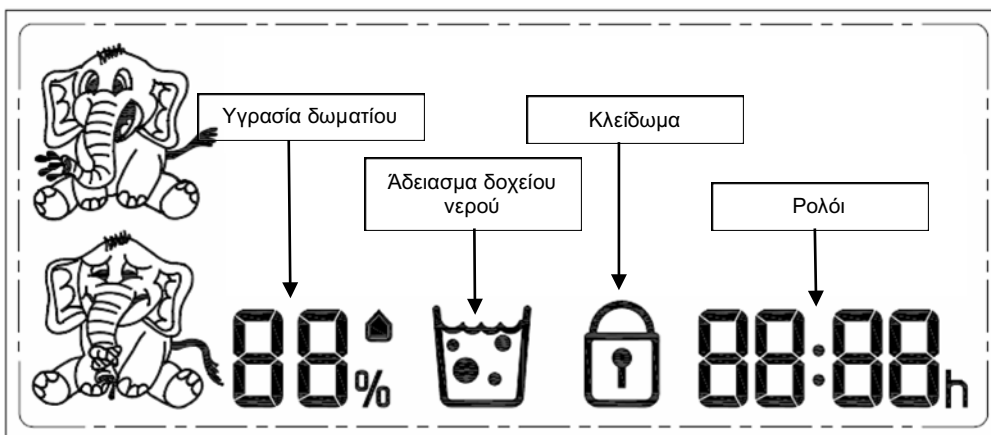 Υγρασία δωματίου
Κλείδωμα
Άδειασμα δοχείου
νερού
Ρολόι
88 %
88:88h